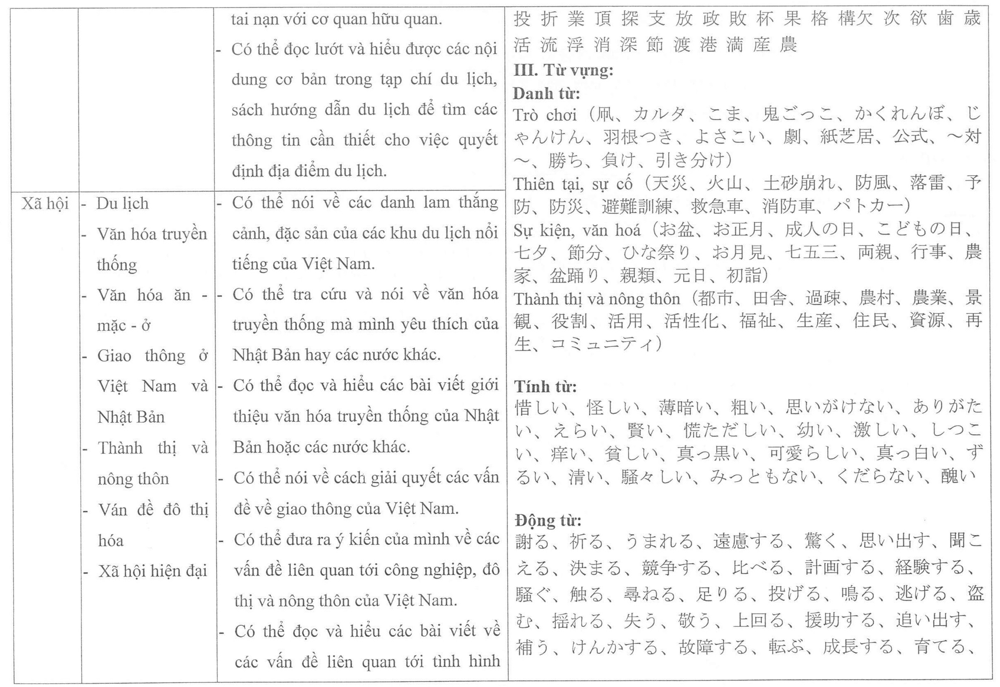 tai nạn với cơ quan hữu quan.
- Có thể đọc lướt và hiểu được các nội
dung cơ bản trong tạp chí du lịch,
sách hướng dẫn du lịch để tìm các
thông tin cần thiết cho việc quyết
định địa điểm du lịch.
Xã hội
- Du lịch
- Văn hóa truyền
thống
- Văn hóa ăn -
mặc - ở
- Giao thông ở
Việt Nam và
Nhật Bản
- Thành thị và
nông thôn
- Ván đề đô thị
hóa
- Xã hội hiện đại
- Có thể nói về các danh lam thắng
cảnh, đặc sản của các khu du lịch nổi
tiếng của Việt Nam.
- Có thể tra cứu và nói về văn hóa
truyền thống mà mình yêu thích của
Nhật Bản hay các nước khác.
- Có thể đọc và hiểu các bài viết giới
thiệu văn hóa truyền thống của Nhật
Bản hoặc các nước khác.
- Có thể nói về cách giải quyết các vấn
đề về giao thông của Việt Nam.
- Có thể đưa ra ý kiến của mình về các
vấn đề liên quan tới công nghiệp, đô
thị và nông thôn của Việt Nam.
- Có thể đọc và hiểu các bài viết về
các vấn đề liên quan tới tình hình
投 折 業 頂 探 支 放 政 敗 杯 果 格 構欠 次 欲 歯 歳
活 流 浮 消 深 節 渡 港 満 産 農
III. Từ vựng:
Danh từ:
Trò chơi（凧、カルタ、こま、鬼ごっこ、かくれんぼ、じ
ゃんけん、羽根つき、よさこい、劇、紙芝居、公式、～対
～、勝ち、負け、引き分け）
Thiên tại, sự cố（天災、火山、土砂崩れ、防風、落雷、予
防、防災、避難訓練、救急車、消防車、パトカー）
Sự kiện, văn hoá（お盆、お正月、成人の日、こどもの日、
七夕、節分、ひな祭り、お月見、七五三、両親、行事、農
家、盆踊り、親類、元日、初詣）
Thành thị và nông thôn（都市、田舎、過疎、農村、農業、景
観、役割、活用、活性化、福祉、生産、住民、資源、再
生、コミュニティ）
Tính từ:
惜しい、怪しい、薄暗い、粗い、思いがけない、ありがた
い、えらい、賢い、慌ただしい、幼い、激しい、しつこ
い、痒い、貧しい、真っ黒い、可愛らしい、真っ白い、ず
るい、清い、騒々しい、みっともない、くだらない、醜い
Động từ:
謝る、祈る、うまれる、遠慮する、驚く、思い出す、聞こ
える、決まる、競争する、比べる、計画する、経験する、
騒ぐ、触る、尋ねる、足りる、投げる、鳴る、逃げる、盗
む、揺れる、失う、敬う、上回る、援助する、追い出す、
補う、けんかする、故障する、転ぶ、成長する、育てる、